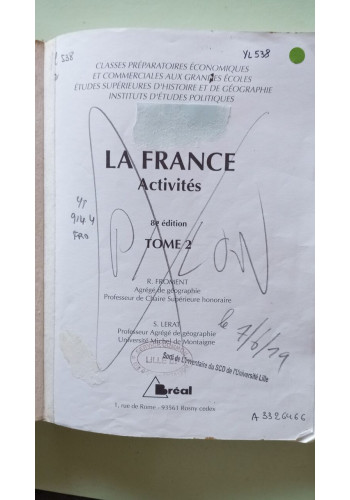 YL538
538
CLASSES PRÉPARATOIRES ÉCONOMIQUES
ET COMMERCIALES AUX GRANDES ÉCOLES
ÉTUDES SUPÉRIEURES D'HISTOIRE ET DE GÉOGRAPHIE
INSTITUTS D'ÉTUDES POLITIQUES
LA FRANCE
Activités
8e édition
TOME 2
914.4
FRO
PILON
R. FROMENT
Agrégé de géographie
Professeur de Chaire Supérieure honoraire
S. LERAT
Professeur Agrégé de géographie
Université Michel de Montaigne
le 7/6/19
LILLE
Sorti de l'inventaire du SCD de l'Université Lille
Bréal
1, rue de Rome - 93561 Rosny cedex
A 3326466